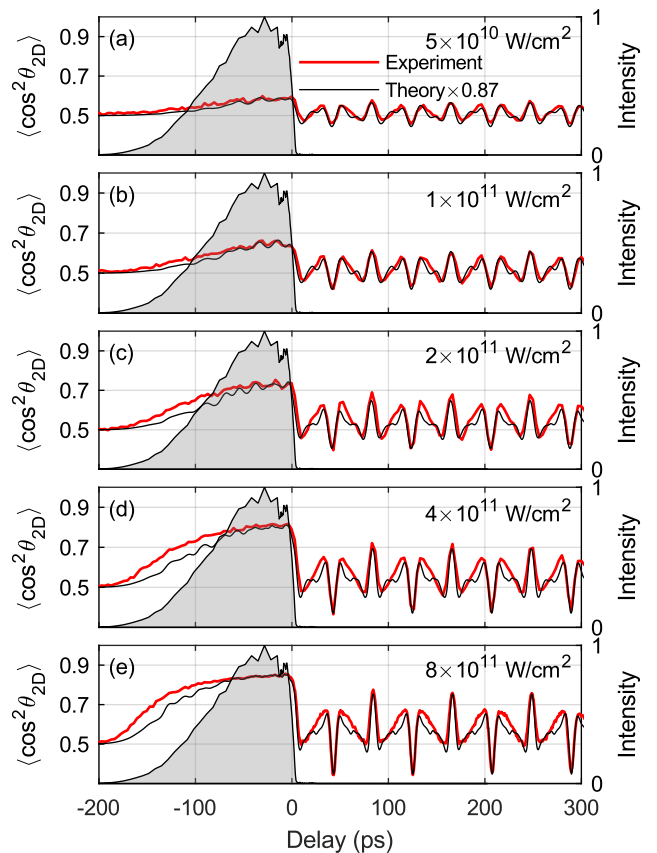 (a) 5×10¹⁰ W/cm² 1
0.9
Experiment
0.7
Theory×0.87
0.5
0
⟨cos²θ₂D⟩
Intensity
(b) 1×10¹¹ W/cm² 1
0.9
0.7
0.5
0
⟨cos²θ₂D⟩
Intensity
(c) 2×10¹¹ W/cm² 1
0.9
0.7
0.5
0
⟨cos²θ₂D⟩
Intensity
(d) 4×10¹¹ W/cm² 1
0.9
0.7
0.5
0
⟨cos²θ₂D⟩
Intensity
(e) 8×10¹¹ W/cm² 1
0.9
0.7
0.5
0
⟨cos²θ₂D⟩
Intensity
-200 -100 0 100 200 300
Delay (ps)